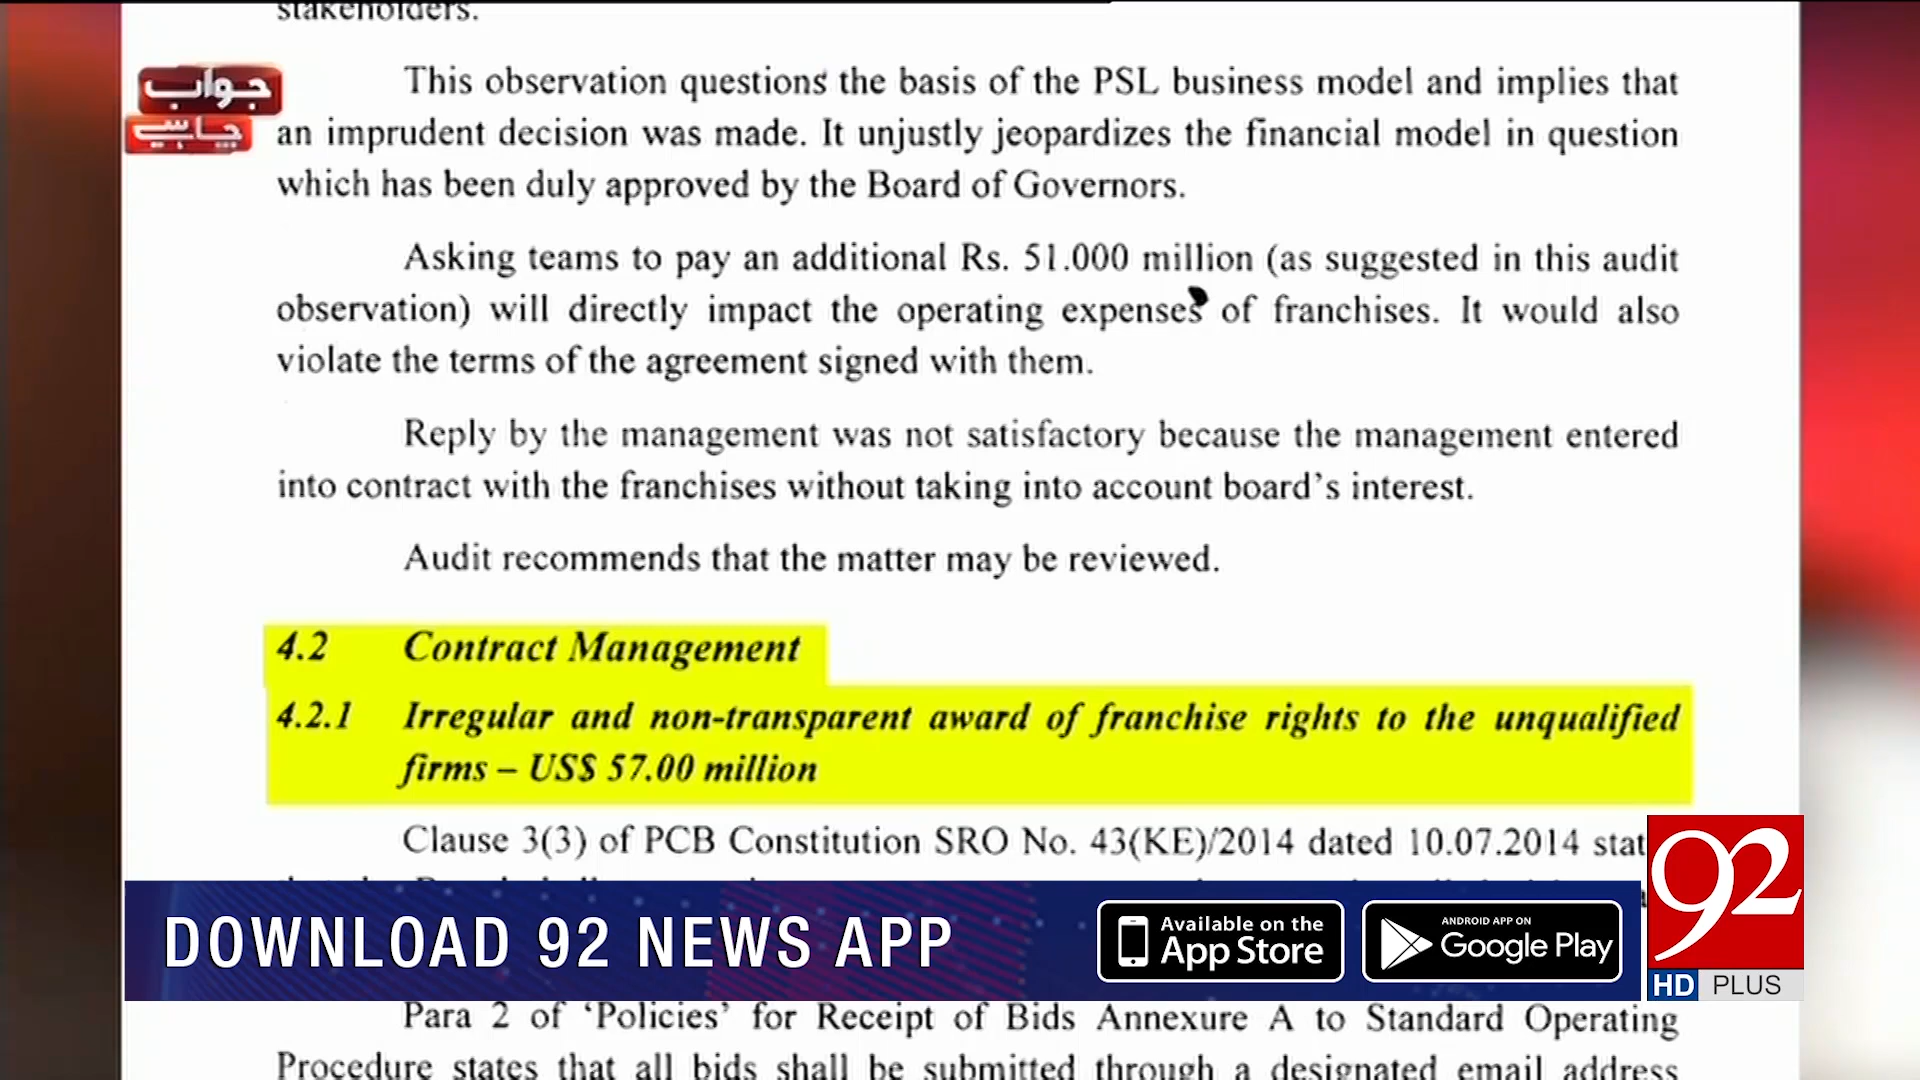 stakeholders.
This observation questions the basis of the PSL business model and implies that
an imprudent decision was made. It unjustly jeopardizes the financial model in question
which has been duly approved by the Board of Governors.
Asking teams to pay an additional Rs. 51.000 million (as suggested in this audit
observation) will directly impact the operating expenses of franchises. It would also
violate the terms of the agreement signed with them.
Reply by the management was not satisfactory because the management entered
into contract with the franchises without taking into account board's interest.
Audit recommends that the matter may be reviewed.
4.2 Contract Management
4.2.1 Irregular and non-transparent award of franchise rights to the unqualified
firms – US$ 57.00 million
Clause 3(3) of PCB Constitution SRO No. 43(KE)/2014 dated 10.07.2014
Para 2 of ‘Policies’ for Receipt of Bids Annexure A to Standard Operating
Procedure states that all bids shall be submitted through a designated email address
جواب
چاہیے
DOWNLOAD 92 NEWS APP
Available on the
App Store
ANDROID APP ON
Google Play
92
HD PLUS